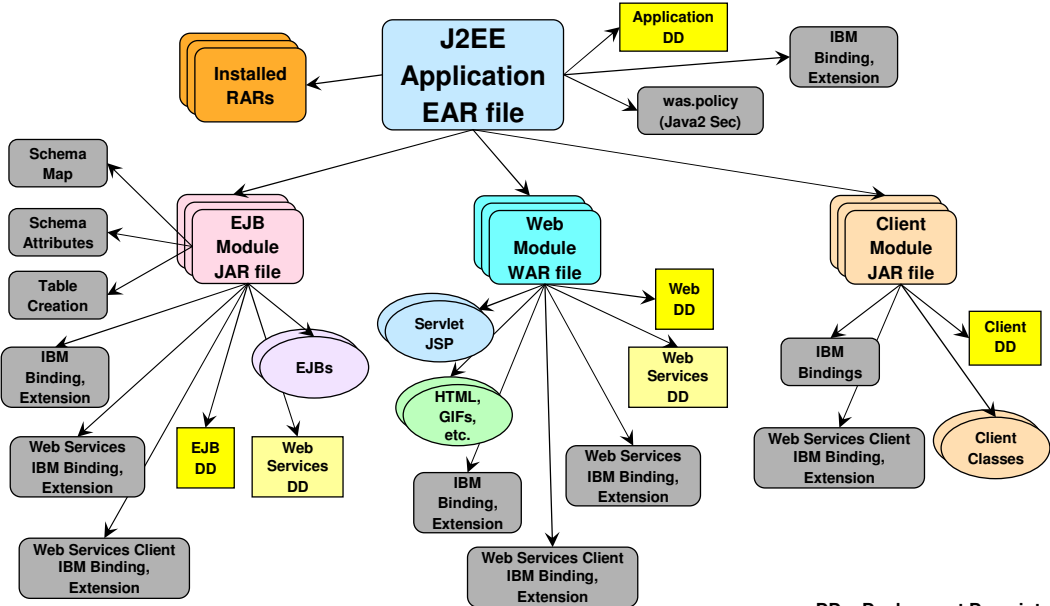 J2EE
Application
EAR file
Application
DD
IBM
Binding,
Extension
was.policy
(Java2 Sec)
Installed
RARs
Schema
Map
Schema
Attributes
Table
Creation
EJB
Module
JAR file
Web
Module
WAR file
Client
Module
JAR file
IBM
Binding,
Extension
EJBs
Servlet
JSP
Web
DD
Web
Services
DD
HTML,
GIFs,
etc.
IBM
Bindings
Client
DD
Web Services
IBM Binding,
Extension
EJB
DD
Web
Services
DD
IBM
Binding,
Extension
Web Services
IBM Binding,
Extension
Web Services Client
IBM Binding,
Extension
Client
Classes
Web Services Client
IBM Binding,
Extension
Web Services Client
IBM Binding,
Extension